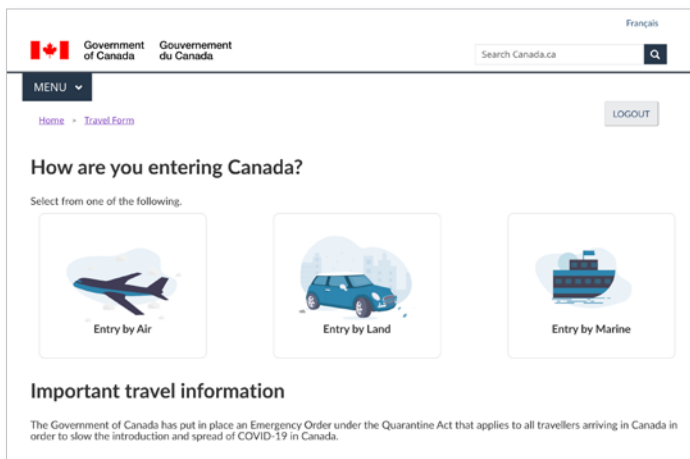 Français
Government of Canada
Gouvernement du Canada
Search Canada.ca
MENU
LOGOUT
Home > Travel Form
How are you entering Canada?
Select from one of the following.
Entry by Air
Entry by Land
Entry by Marine
Important travel information
The Government of Canada has put in place an Emergency Order under the Quarantine Act that applies to all travellers arriving in Canada in
order to slow the introduction and spread of COVID-19 in Canada.